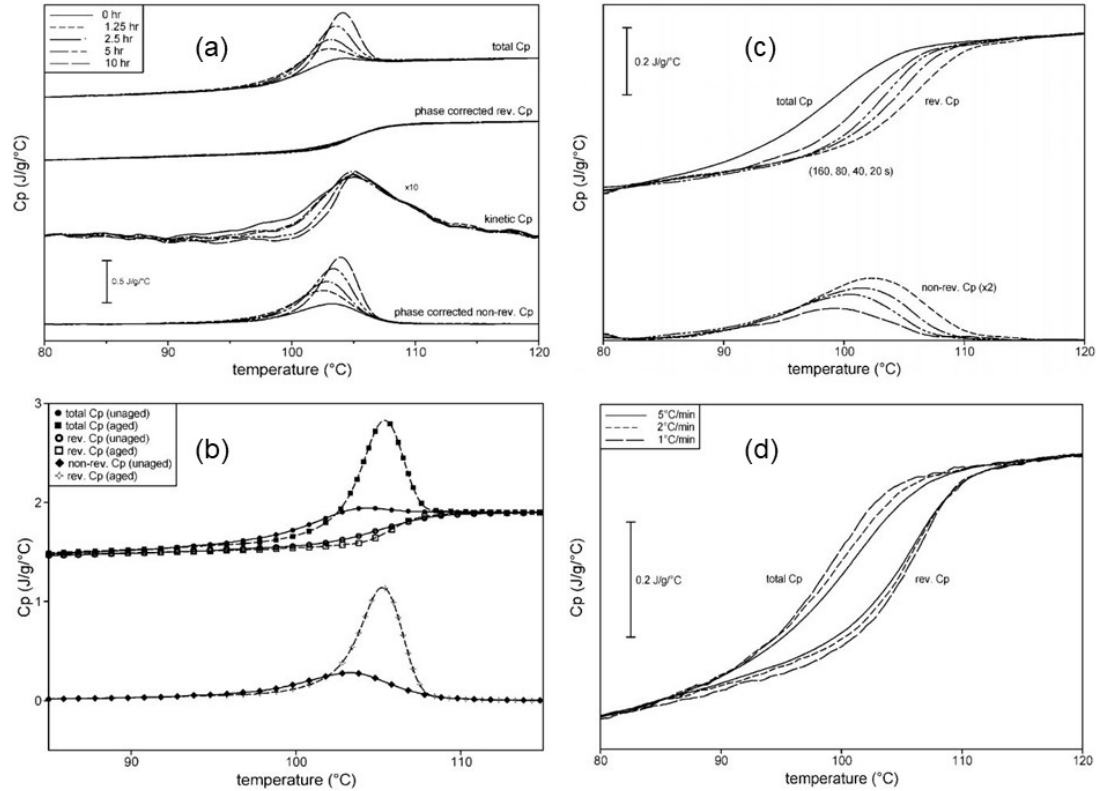 (a)
0 hr
1.25 hr
2.5 hr
5 hr
10 hr
total Cp
phase corrected rev. Cp
x10
kinetic Cp
0.5 J/g/°C
phase corrected non-rev. Cp
Cp (J/g/°C)
80 90 100 110 120
temperature (°C)
(c)
0.2 J/g/°C
total Cp
rev. Cp
(160, 80, 40, 20 s)
non-rev. Cp (x2)
Cp (J/g/°C)
80 90 100 110 120
temperature (°C)
(b)
total Cp (unaged)
total Cp (aged)
rev. Cp (unaged)
rev. Cp (aged)
non-rev. Cp (unaged)
rev. Cp (aged)
3
2
1
0
Cp (J/g/°C)
90 100 110
temperature (°C)
(d)
5°C/min
2°C/min
1°C/min
total Cp
rev. Cp
0.2 J/g/°C
Cp (J/g/°C)
80 90 100 110 120
temperature (°C)